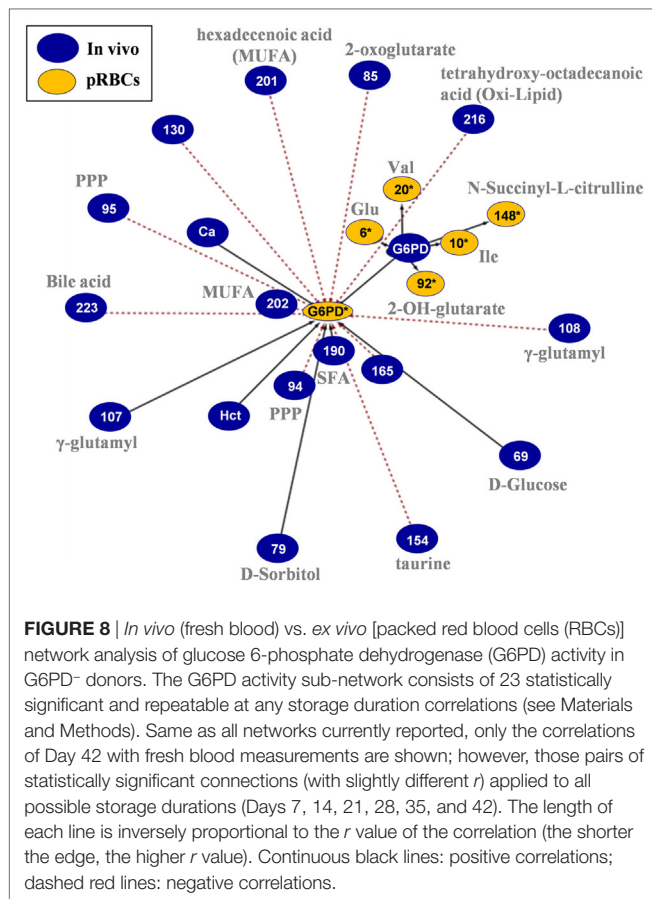 In vivo
pRBCs
hexadecenoic acid
(MUFA)
201
2-oxoglutarate
85
tetrahydroxy-octadecanoic
acid (Oxi-Lipid)
216
130
Val
20*
N-Succinyl-L-citrulline
148*
PPP
95
Glu
6*
G6PD
10*
Ile
Ca
92*
2-OH-glutarate
Bile acid
223
MUFA
202
G6PD*
108
γ-glutamyl
190
SFA
165
94
PPP
107
γ-glutamyl
Hct
69
D-Glucose
79
D-Sorbitol
154
taurine
FIGURE 8 | In vivo (fresh blood) vs. ex vivo [packed red blood cells (RBCs)]
network analysis of glucose 6-phosphate dehydrogenase (G6PD) activity in
G6PD⁻ donors. The G6PD activity sub-network consists of 23 statistically
significant and repeatable at any storage duration correlations (see Materials
and Methods). Same as all networks currently reported, only the correlations
of Day 42 with fresh blood measurements are shown; however, those pairs of
statistically significant connections (with slightly different r) applied to all
possible storage durations (Days 7, 14, 21, 28, 35, and 42). The length of
each line is inversely proportional to the r value of the correlation (the shorter
the edge, the higher r value). Continuous black lines: positive correlations;
dashed red lines: negative correlations.